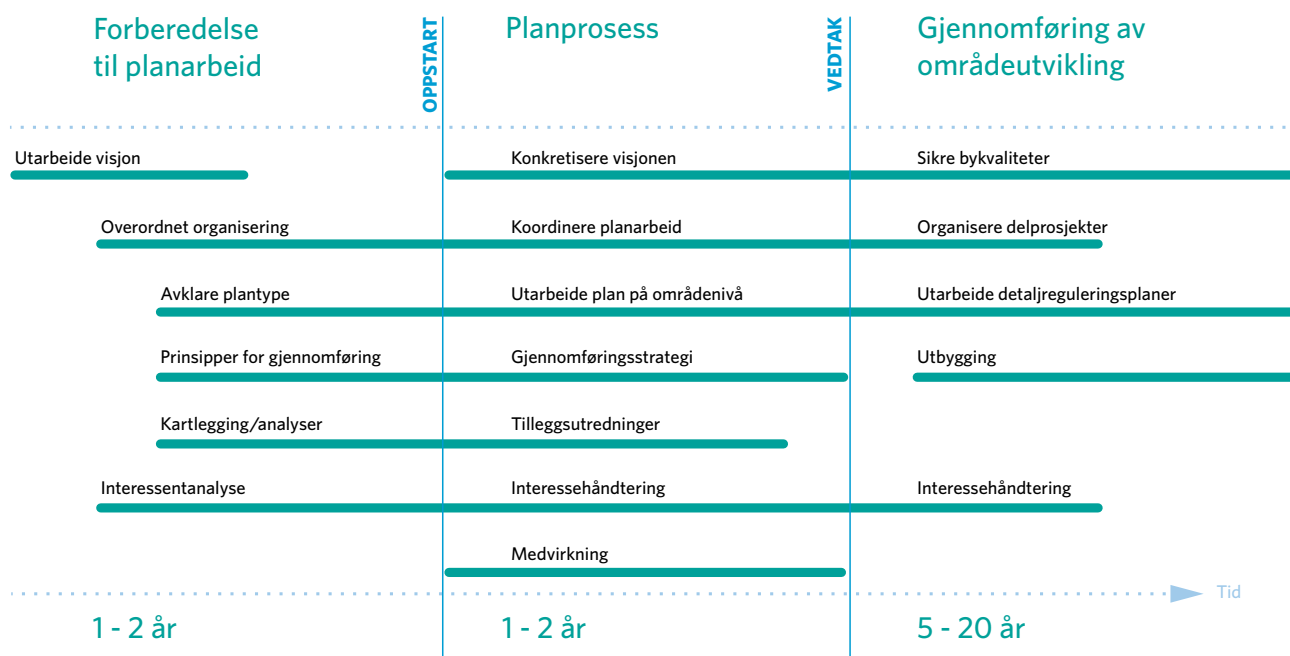 Forberedelse
til planarbeid
OPPSTART
Planprosess
VEDTAK
Gjennomføring av
områdeutvikling
Utarbeide visjon
Konkretisere visjonen
Sikre bykvaliteter
Overordnet organisering
Koordinere planarbeid
Organisere delprosjekter
Avklare plantype
Utarbeide plan på områdenivå
Utarbeide detaljreguleringsplaner
Prinsipper for gjennomføring
Gjennomføringsstrategi
Utbygging
Kartlegging/analyser
Tilleggsutredninger
Interessentanalyse
Interessehåndtering
Interessehåndtering
Medvirkning
Tid
1 - 2 år
1 - 2 år
5 - 20 år